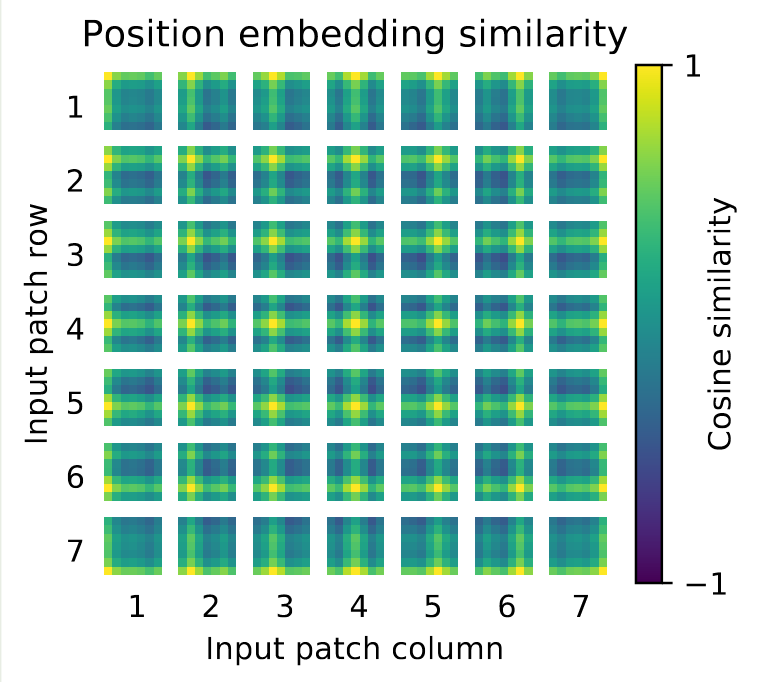 Position embedding similarity
1
2
3
4
5
6
7
Input patch row
1 2 3 4 5 6 7
Input patch column
1
−1
Cosine similarity